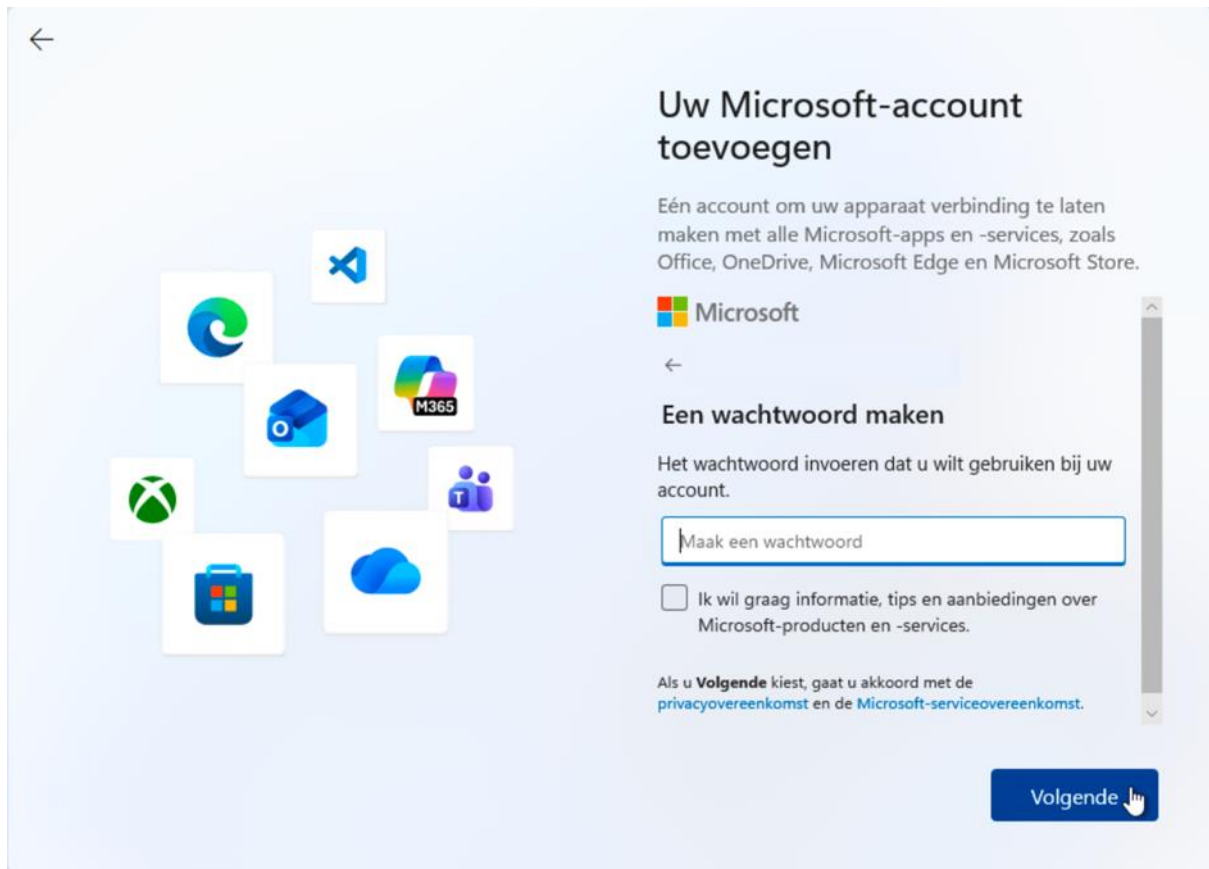 Uw Microsoft-account
toevoegen
Eén account om uw apparaat verbinding te laten
maken met alle Microsoft-apps en -services, zoals
Office, OneDrive, Microsoft Edge en Microsoft Store.
Microsoft
Een wachtwoord maken
Het wachtwoord invoeren dat u wilt gebruiken bij uw
account.
Maak een wachtwoord
Ik wil graag informatie, tips en aanbiedingen over
Microsoft-producten en -services.
Als u Volgende kiest, gaat u akkoord met de
privacyovereenkomst en de Microsoft-serviceovereenkomst.
Volgende
M365
O
T